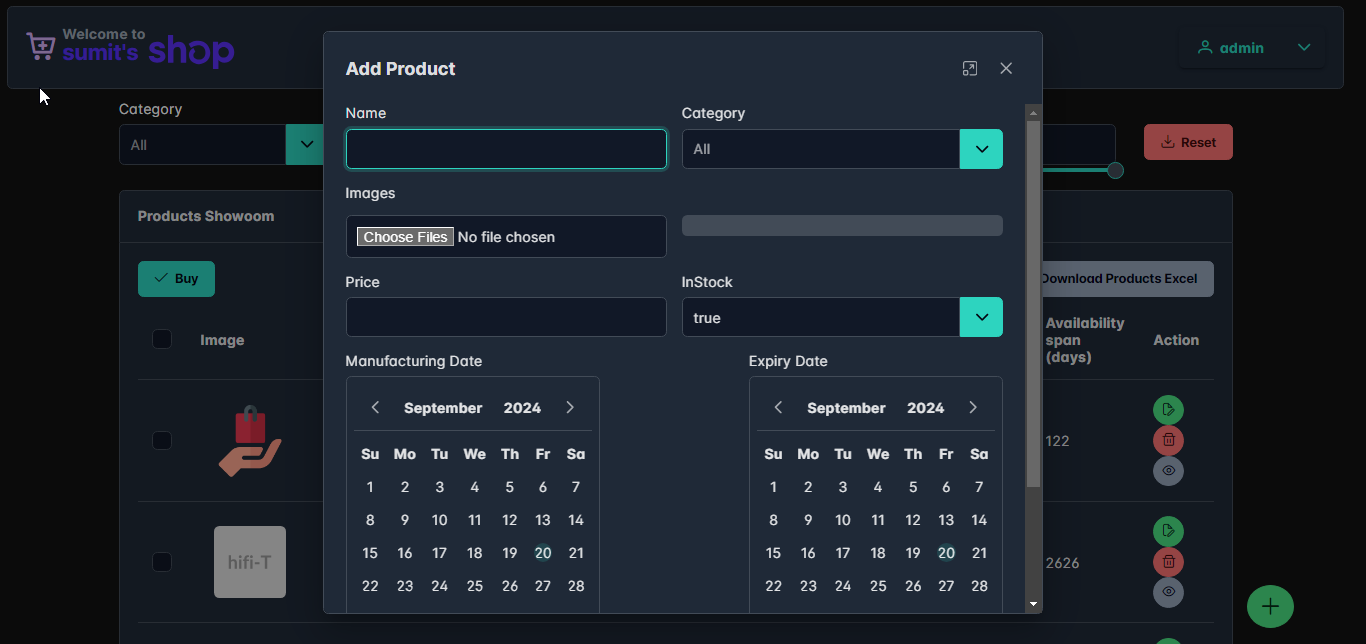 Welcome to
sumit's shop
admin
Category
All
Reset
Products Showoom
Buy
Download Products Excel
Image
Availability
span
(days)
Action
122
hifi-T
2626
Add Product
Name
Category
All
Images
Choose Files No file chosen
Price
InStock
true
Manufacturing Date
Expiry Date
September 2024
Su Mo Tu We Th Fr Sa
1 2 3 4 5 6 7
8 9 10 11 12 13 14
15 16 17 18 19 20 21
22 23 24 25 26 27 28
September 2024
Su Mo Tu We Th Fr Sa
1 2 3 4 5 6 7
8 9 10 11 12 13 14
15 16 17 18 19 20 21
22 23 24 25 26 27 28